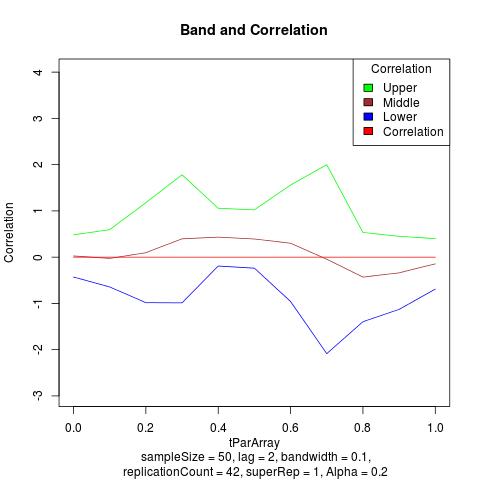 Band and Correlation
Correlation
Upper
Middle
Lower
Correlation
Correlation
4
3
2
1
0
-1
-2
-3
0.0 0.2 0.4 0.6 0.8 1.0
tParArray
sampleSize = 50, lag = 2, bandwidth = 0.1,
replicationCount = 42, superRep = 1, Alpha = 0.2